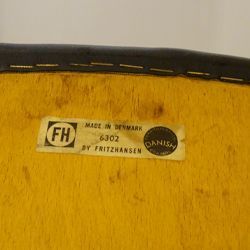 FH
MADE IN DENMARK
6302
BY FRITZHANSEN
DANISH